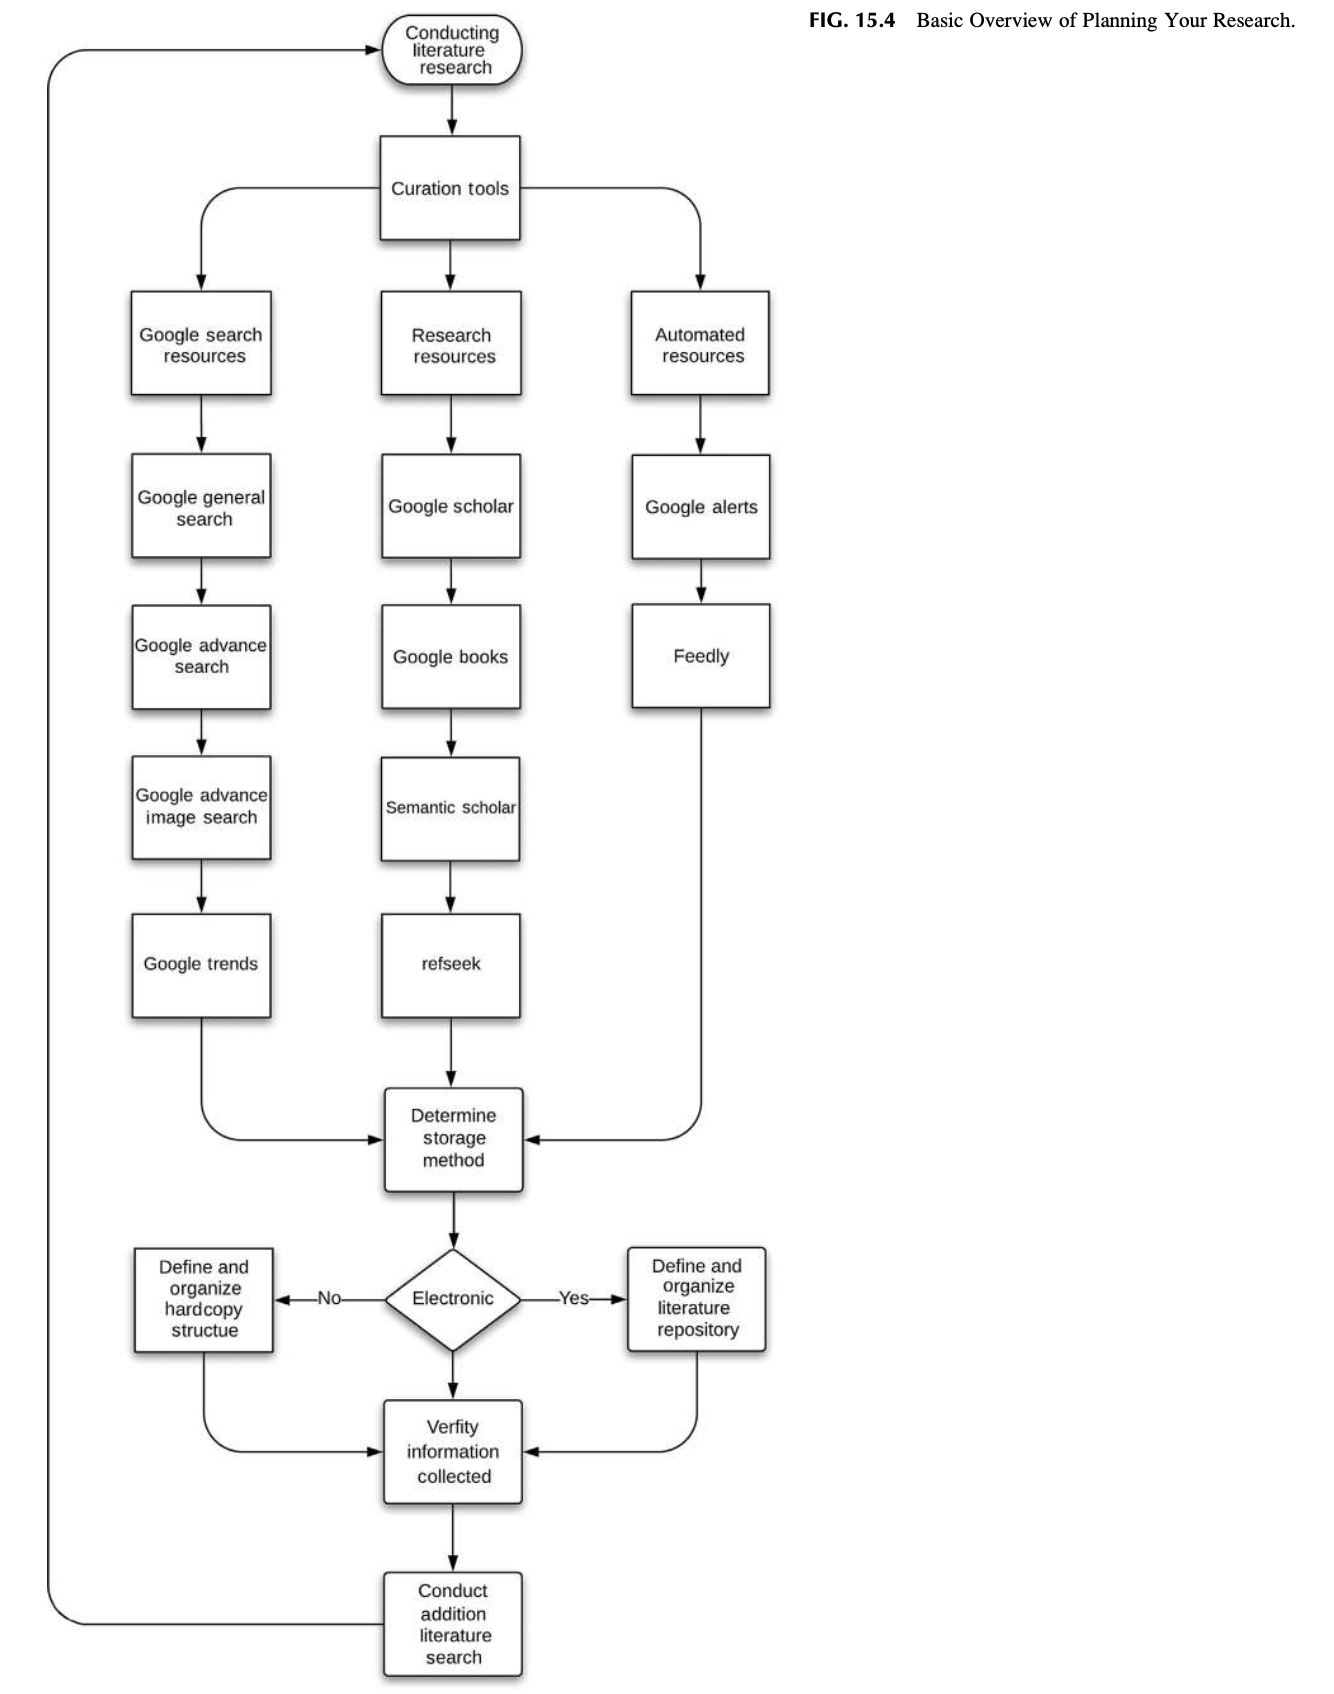 FIG. 15.4 Basic Overview of Planning Your Research.
Conducting
literature
research
Curation tools
Google search
resources
Research
resources
Automated
resources
Google general
search
Google scholar
Google alerts
Google advance
search
Google books
Feedly
Google advance
image search
Semantic scholar
Google trends
refseek
Determine
storage
method
Define and
organize
hardcopy
structue
No
Electronic
Yes
Define and
organize
literature
repository
Verfity
information
collected
Conduct
addition
literature
search